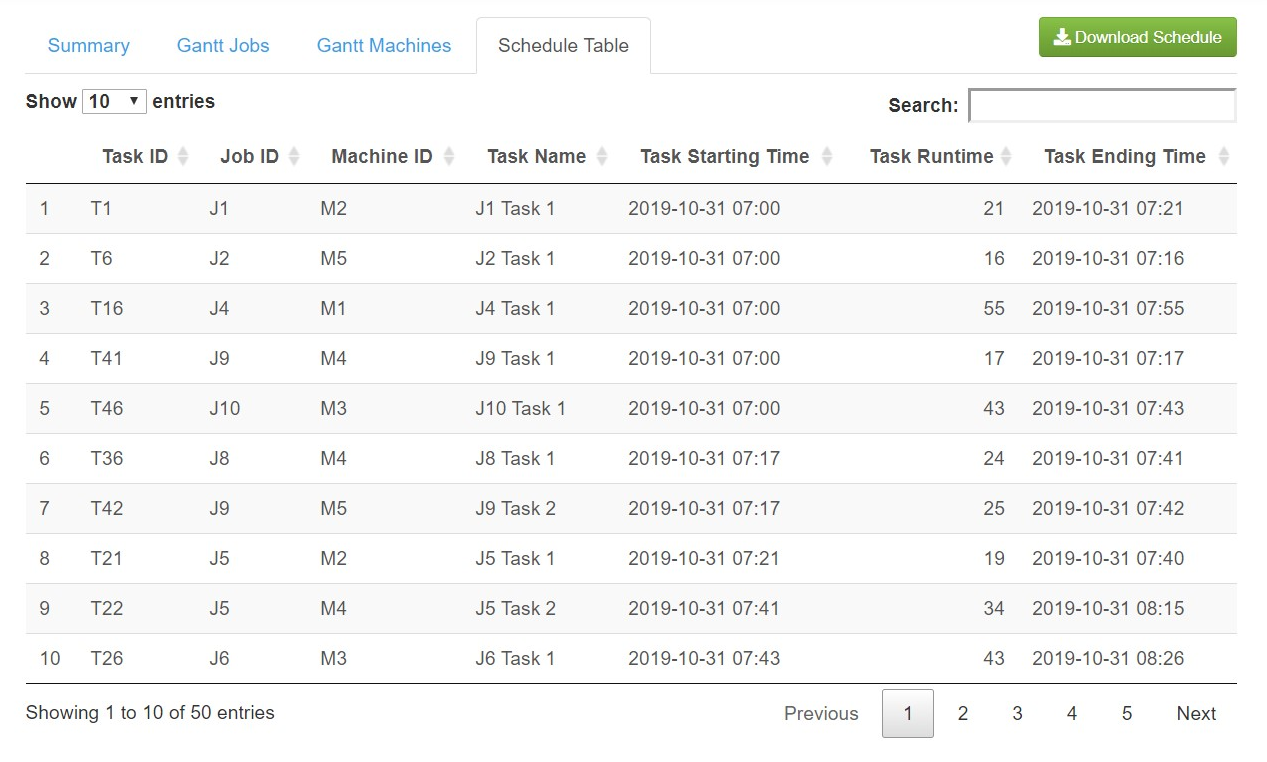 Summary Gantt Jobs Gantt Machines Schedule Table Download Schedule
Show 10 entries Search:
Task ID Job ID Machine ID Task Name Task Starting Time Task Runtime Task Ending Time
1 T1 J1 M2 J1 Task 1 2019-10-31 07:00 21 2019-10-31 07:21
2 T6 J2 M5 J2 Task 1 2019-10-31 07:00 16 2019-10-31 07:16
3 T16 J4 M1 J4 Task 1 2019-10-31 07:00 55 2019-10-31 07:55
4 T41 J9 M4 J9 Task 1 2019-10-31 07:00 17 2019-10-31 07:17
5 T46 J10 M3 J10 Task 1 2019-10-31 07:00 43 2019-10-31 07:43
6 T36 J8 M4 J8 Task 1 2019-10-31 07:17 24 2019-10-31 07:41
7 T42 J9 M5 J9 Task 2 2019-10-31 07:17 25 2019-10-31 07:42
8 T21 J5 M2 J5 Task 1 2019-10-31 07:21 19 2019-10-31 07:40
9 T22 J5 M4 J5 Task 2 2019-10-31 07:41 34 2019-10-31 08:15
10 T26 J6 M3 J6 Task 1 2019-10-31 07:43 43 2019-10-31 08:26
Showing 1 to 10 of 50 entries Previous 1 2 3 4 5 Next